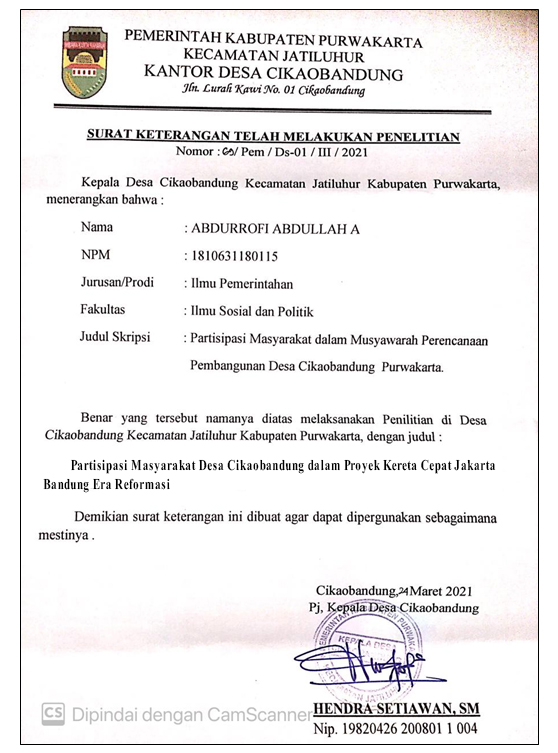 PEMERINTAH KABUPATEN PURWAKARTA
KECAMATAN JATILUHUR
KANTOR DESA CIKAOBANDUNG
Jln. Lurah Kawi No. 01 Cikaobandung
SURAT KETERANGAN TELAH MELAKUKAN PENELITIAN
Nomor : / Pem / Ds-01 / III / 2021
Kepala Desa Cikaobandung Kecamatan Jatiluhur Kabupaten Purwakarta,
menerangkan bahwa :
Nama : ABDURROFI ABDULLAH A
NPM : 1810631180115
Jurusan/Prodi : Ilmu Pemerintahan
Fakultas : Ilmu Sosial dan Politik
Judul Skripsi : Partisipasi Masyarakat dalam Musyawarah Perencanaan
Pembangunan Desa Cikaobandung Purwakarta.
Benar yang tersebut namanya diatas melaksanakan Penilitian di Desa
Cikaobandung Kecamatan Jatiluhur Kabupaten Purwakarta, dengan judul :
Partisipasi Masyarakat Desa Cikaobandung dalam Proyek Kereta Cepat Jakarta
Bandung Era Reformasi
Demikian surat keterangan ini dibuat agar dapat dipergunakan sebagaimana
mestinya .
Cikaobandung, 24 Maret 2021
Pj, Kepala Desa Cikaobandung
KEPALA DESA
HENDRA SETIAWAN, SM
Nip. 19820426 200801 1 004
CS Dipindai dengan CamScanner